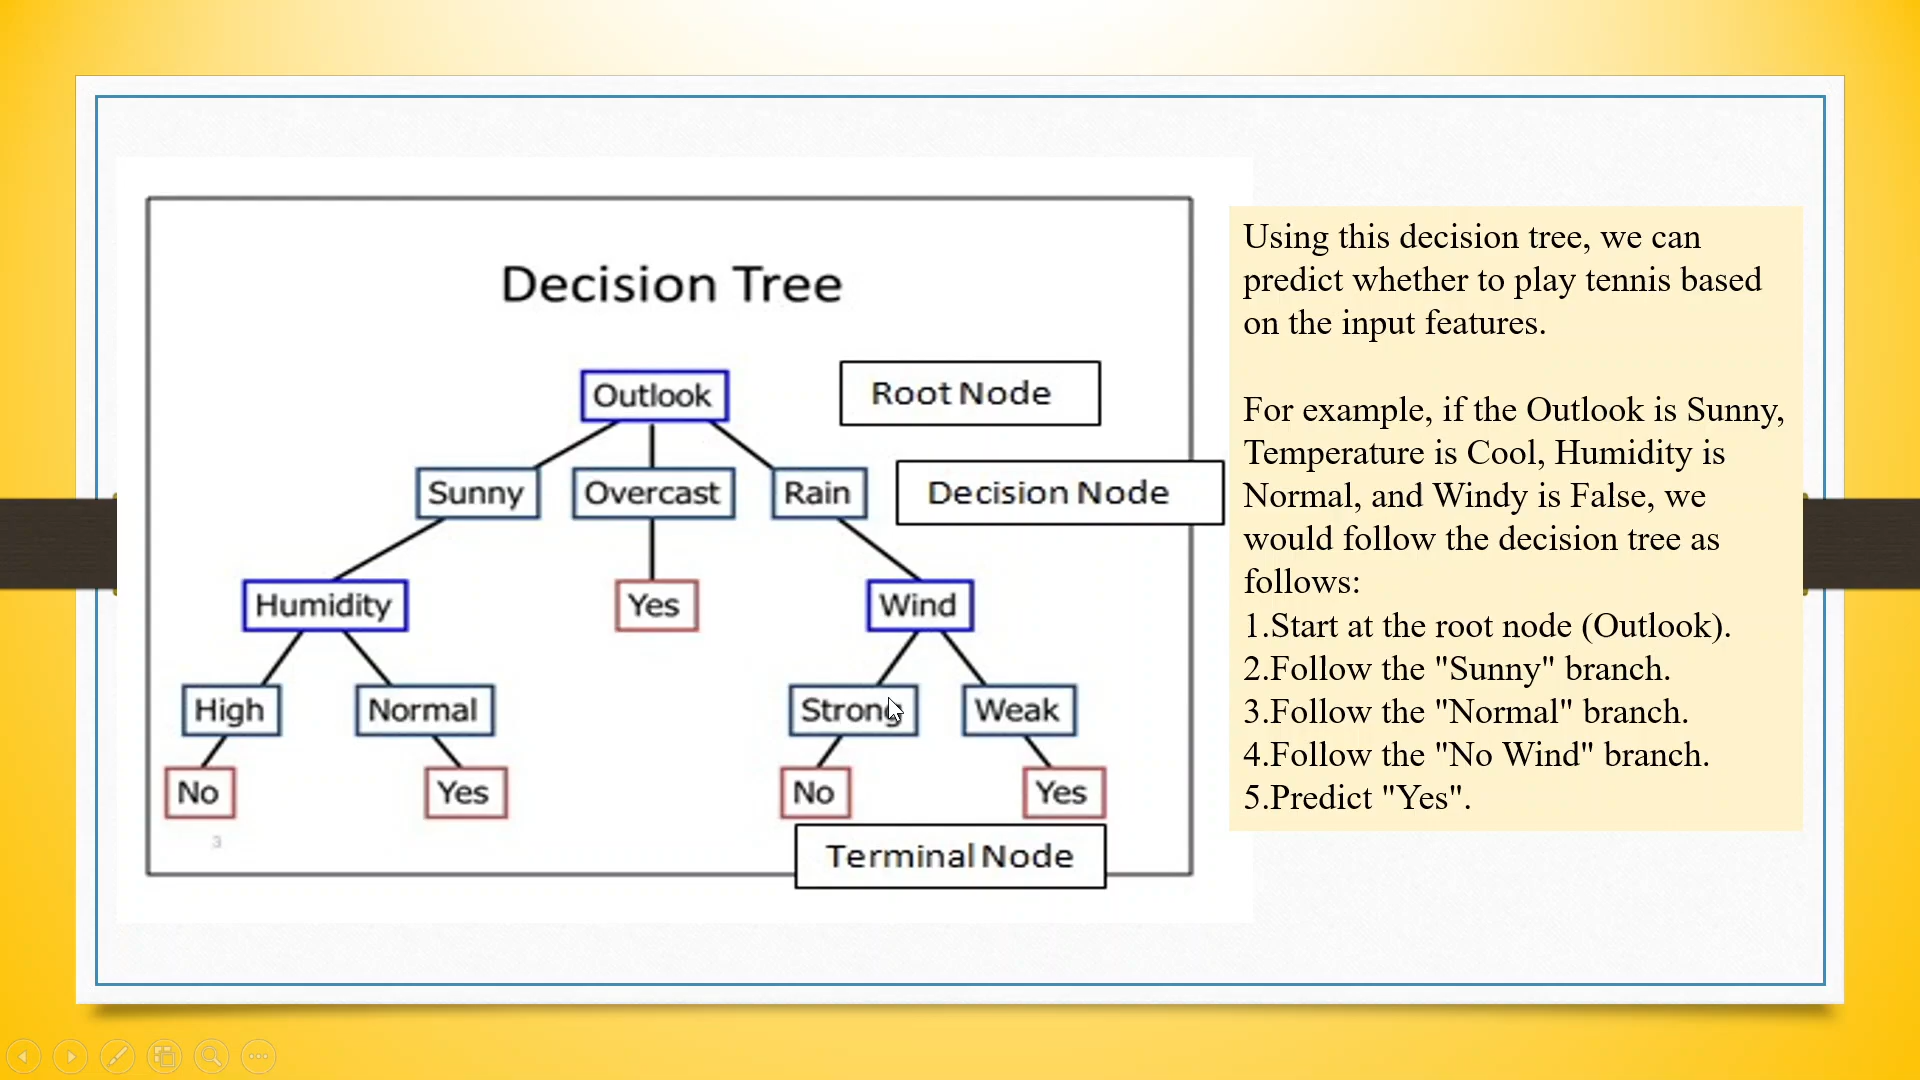 Decision Tree
Outlook
Root Node
Sunny
Overcast
Rain
Decision Node
Humidity
Yes
Wind
High
Normal
Strong
Weak
No
Yes
No
Yes
3
Terminal Node
Using this decision tree, we can
predict whether to play tennis based
on the input features.
For example, if the Outlook is Sunny,
Temperature is Cool, Humidity is
Normal, and Windy is False, we
would follow the decision tree as
follows:
1.Start at the root node (Outlook).
2.Follow the "Sunny" branch.
3.Follow the "Normal" branch.
4.Follow the "No Wind" branch.
5.Predict "Yes".